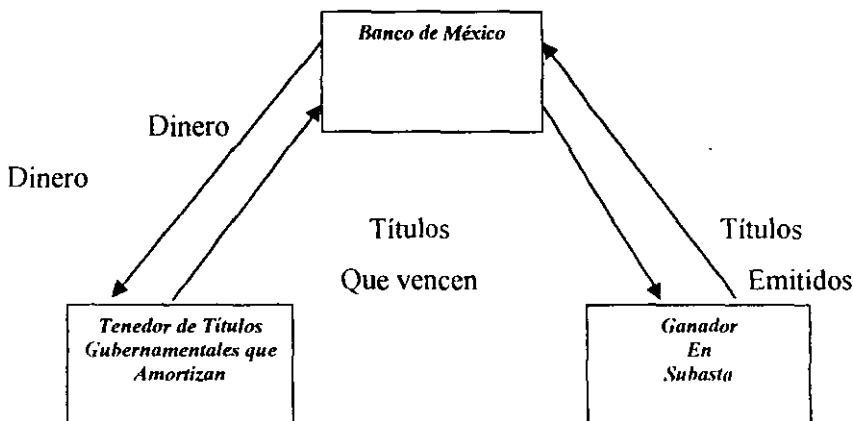 Banco de México
Dinero
Dinero
Títulos
Que vencen
Títulos
Emitidos
Tenedor de Títulos
Gubernamentales que
Amortizan
Ganador
En
Subasta